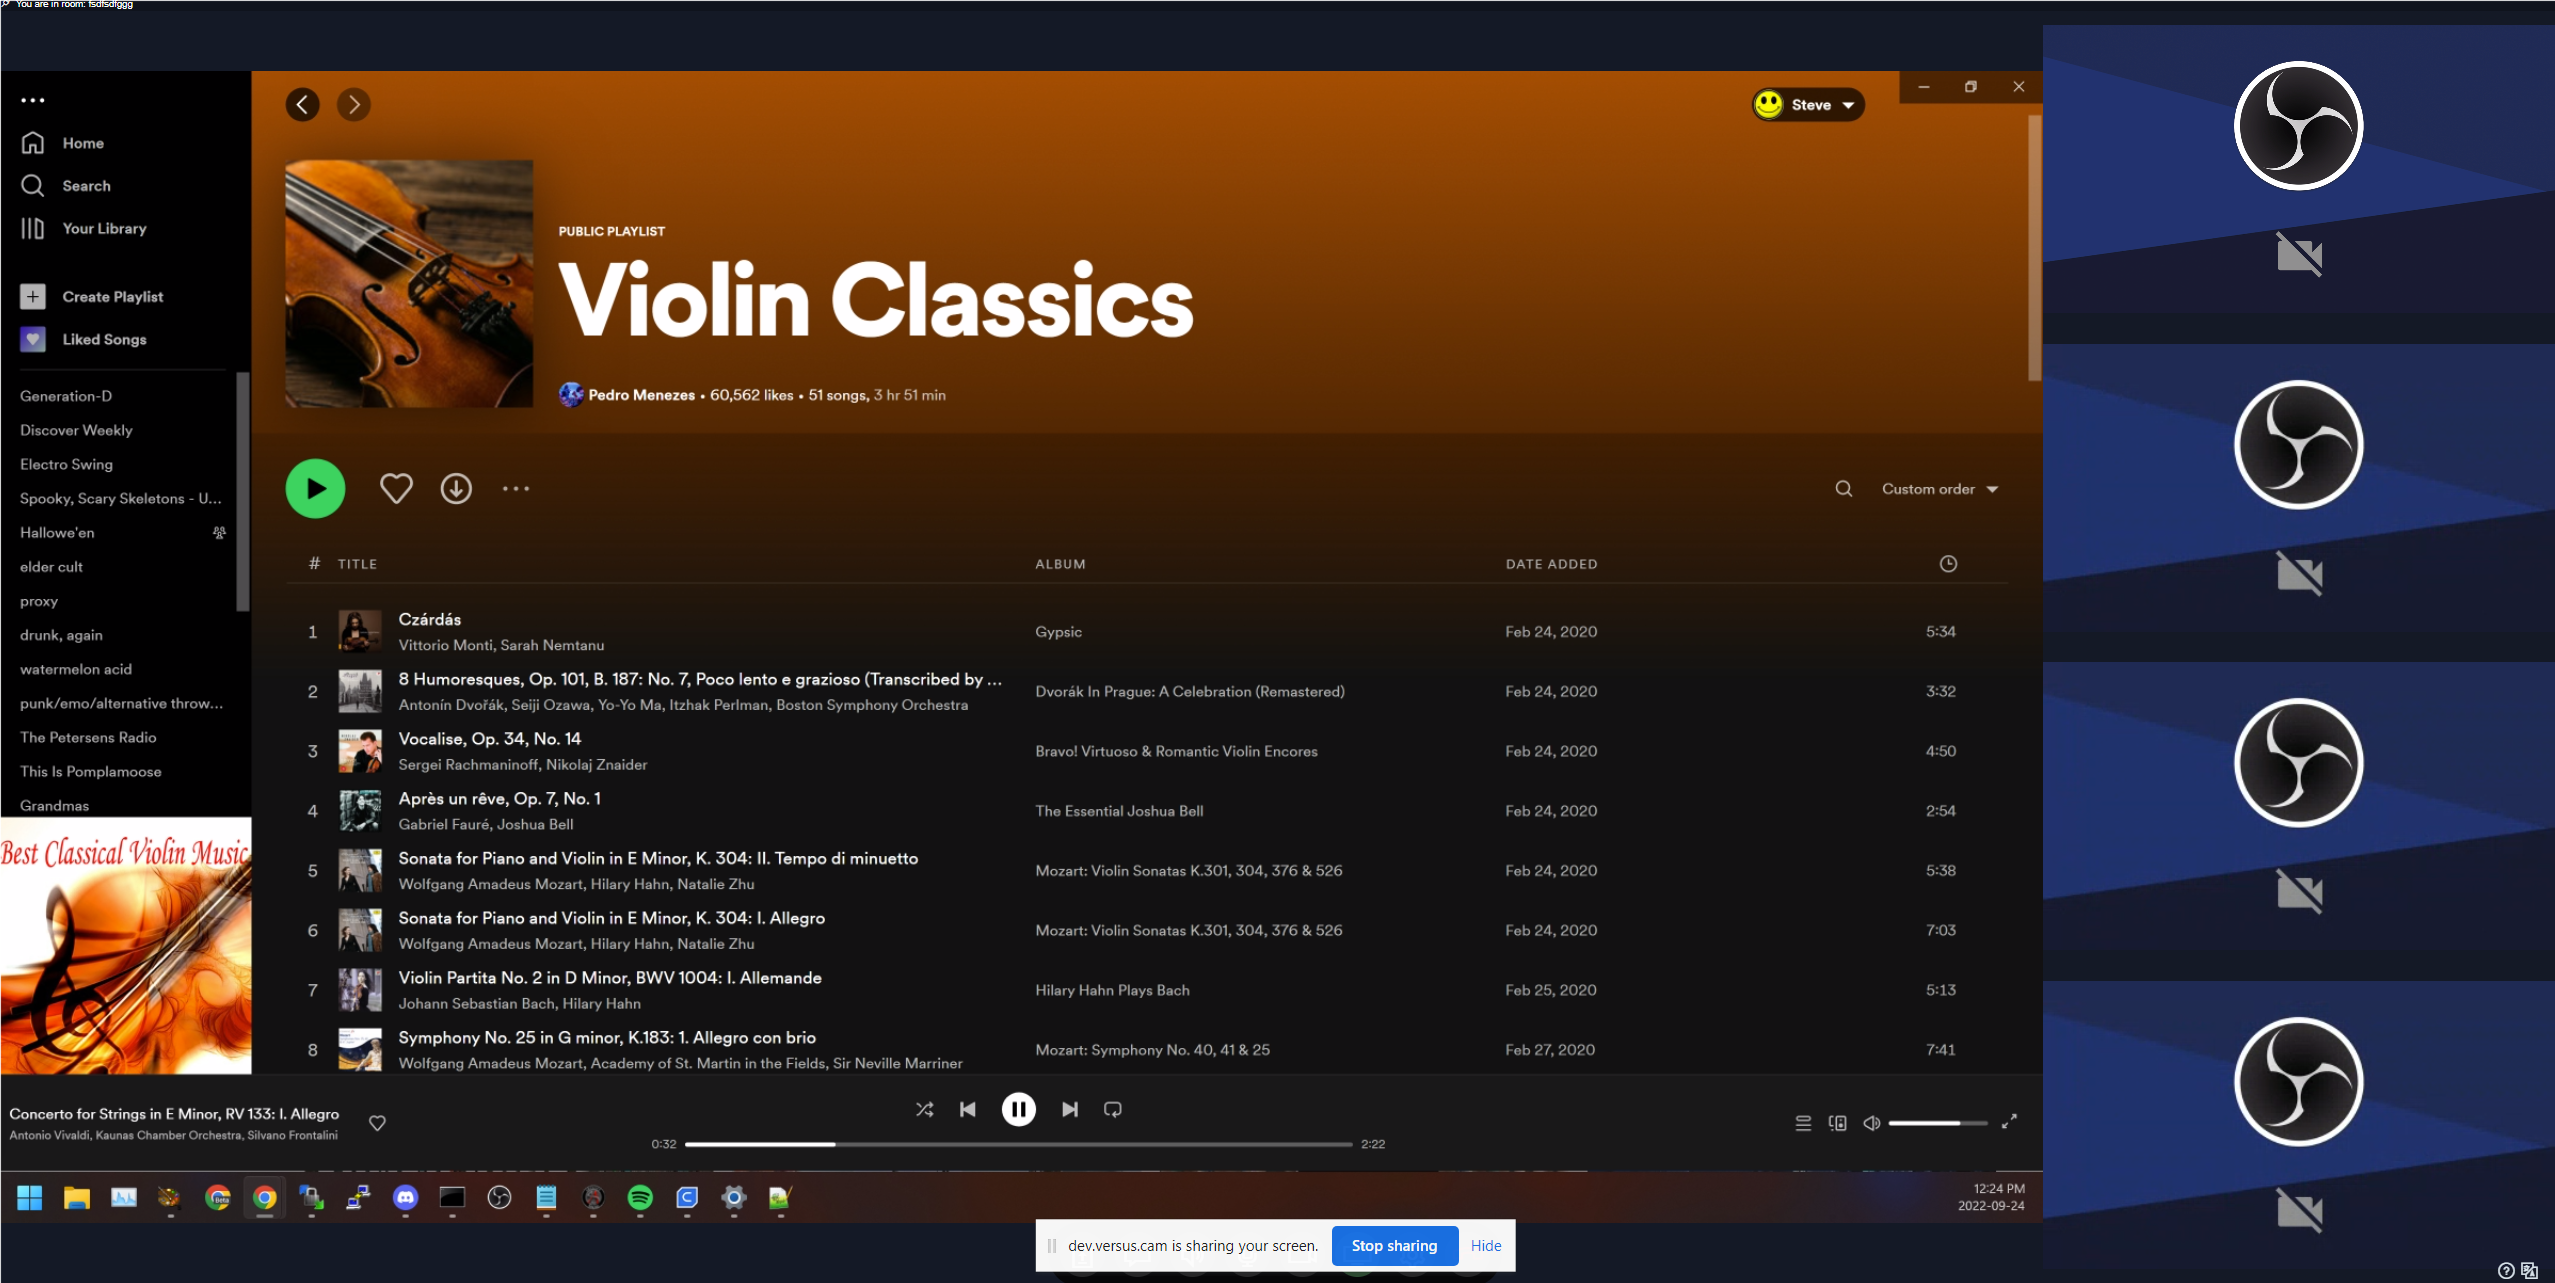 You are in room: fsdfsdfggg
Home
Search
Your Library
Create Playlist
Liked Songs
Generation-D
Discover Weekly
Electro Swing
Spooky, Scary Skeletons - U...
Hallowe'en
elder cult
proxy
drunk, again
watermelon acid
punk/emo/alternative throw...
The Petersens Radio
This Is Pomplamoose
Grandmas
Best Classical Violin Music
Steve
PUBLIC PLAYLIST
Violin Classics
Pedro Menezes • 60,562 likes • 51 songs, 3 hr 51 min
Custom order
# TITLE ALBUM DATE ADDED
1 Czárdás Gypsic Feb 24, 2020 5:34
Vittorio Monti, Sarah Nemtanu
2 8 Humoresques, Op. 101, B. 187: No. 7, Poco lento e grazioso (Transcribed by ... Dvorák In Prague: A Celebration (Remastered) Feb 24, 2020 3:32
Antonín Dvořák, Seiji Ozawa, Yo-Yo Ma, Itzhak Perlman, Boston Symphony Orchestra
3 Vocalise, Op. 34, No. 14 Bravo! Virtuoso & Romantic Violin Encores Feb 24, 2020 4:50
Sergei Rachmaninoff, Nikolaj Znaider
4 Après un rêve, Op. 7, No. 1 The Essential Joshua Bell Feb 24, 2020 2:54
Gabriel Fauré, Joshua Bell
5 Sonata for Piano and Violin in E Minor, K. 304: II. Tempo di minuetto Mozart: Violin Sonatas K.301, 304, 376 & 526 Feb 24, 2020 5:38
Wolfgang Amadeus Mozart, Hilary Hahn, Natalie Zhu
6 Sonata for Piano and Violin in E Minor, K. 304: I. Allegro Mozart: Violin Sonatas K.301, 304, 376 & 526 Feb 24, 2020 7:03
Wolfgang Amadeus Mozart, Hilary Hahn, Natalie Zhu
7 Violin Partita No. 2 in D Minor, BWV 1004: I. Allemande Hilary Hahn Plays Bach Feb 25, 2020 5:13
Johann Sebastian Bach, Hilary Hahn
8 Symphony No. 25 in G minor, K.183: 1. Allegro con brio Mozart: Symphony No. 40, 41 & 25 Feb 27, 2020 7:41
Wolfgang Amadeus Mozart, Academy of St. Martin in the Fields, Sir Neville Marriner
Concerto for Strings in E Minor, RV 133: I. Allegro
Antonio Vivaldi, Kaunas Chamber Orchestra, Silvano Frontalini
0:32 2:22
Beta
12:24 PM
2022-09-24
dev.versus.cam is sharing your screen. Stop sharing Hide